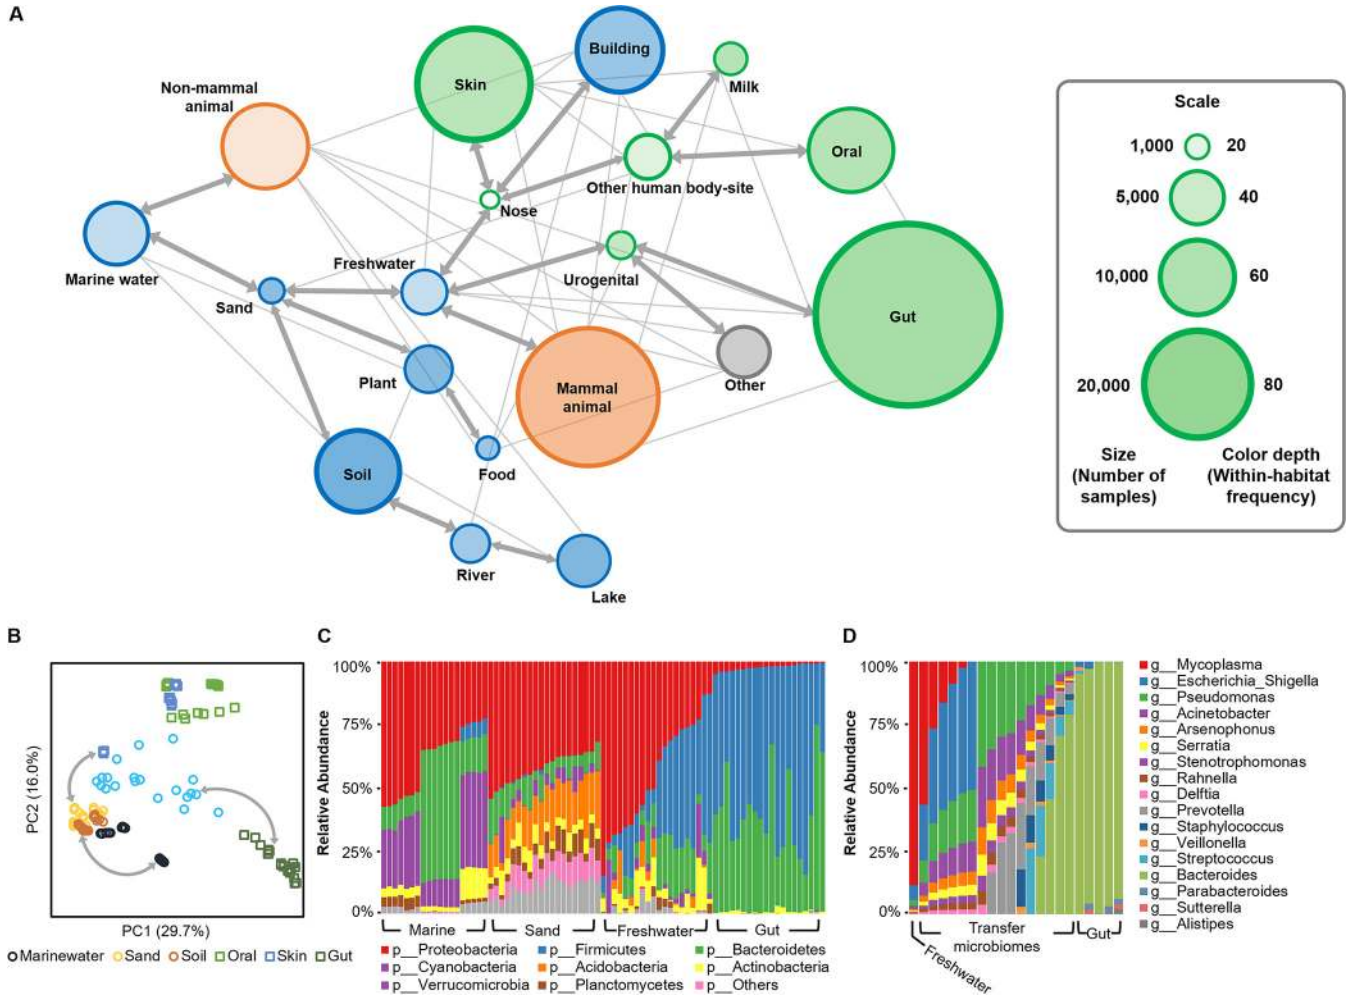 A
Non-mammal
animal
Skin
Building
Milk
Oral
Other human body-site
Nose
Marine water
Freshwater
Urogenital
Sand
Gut
Plant
Mammal
animal
Other
Soil
Food
River
Lake
Scale
1,000 20
5,000 40
10,000 60
20,000 80
Size
(Number of
samples)
Color depth
(Within-habitat
frequency)
B
PC2 (16.0%)
PC1 (29.7%)
Marinewater Sand Soil Oral Skin Gut
C
Relative Abundance
100%
75%
50%
25%
0%
Marine Sand Freshwater Gut
p__Proteobacteria p__Firmicutes p__Bacteroidetes
p__Cyanobacteria p__Acidobacteria p__Actinobacteria
p__Verrucomicrobia p__Planctomycetes p__Others
D
Relative Abundance
100%
75%
50%
25%
0%
Freshwater
Transfer
microbiomes
Gut
g__Mycoplasma
g__Escherichia_Shigella
g__Pseudomonas
g__Acinetobacter
g__Arsenophonus
g__Serratia
g__Stenotrophomonas
g__Rahnella
g__Delftia
g__Prevotella
g__Staphylococcus
g__Veillonella
g__Streptococcus
g__Bacteroides
g__Parabacteroides
g__Sutterella
g__Alistipes